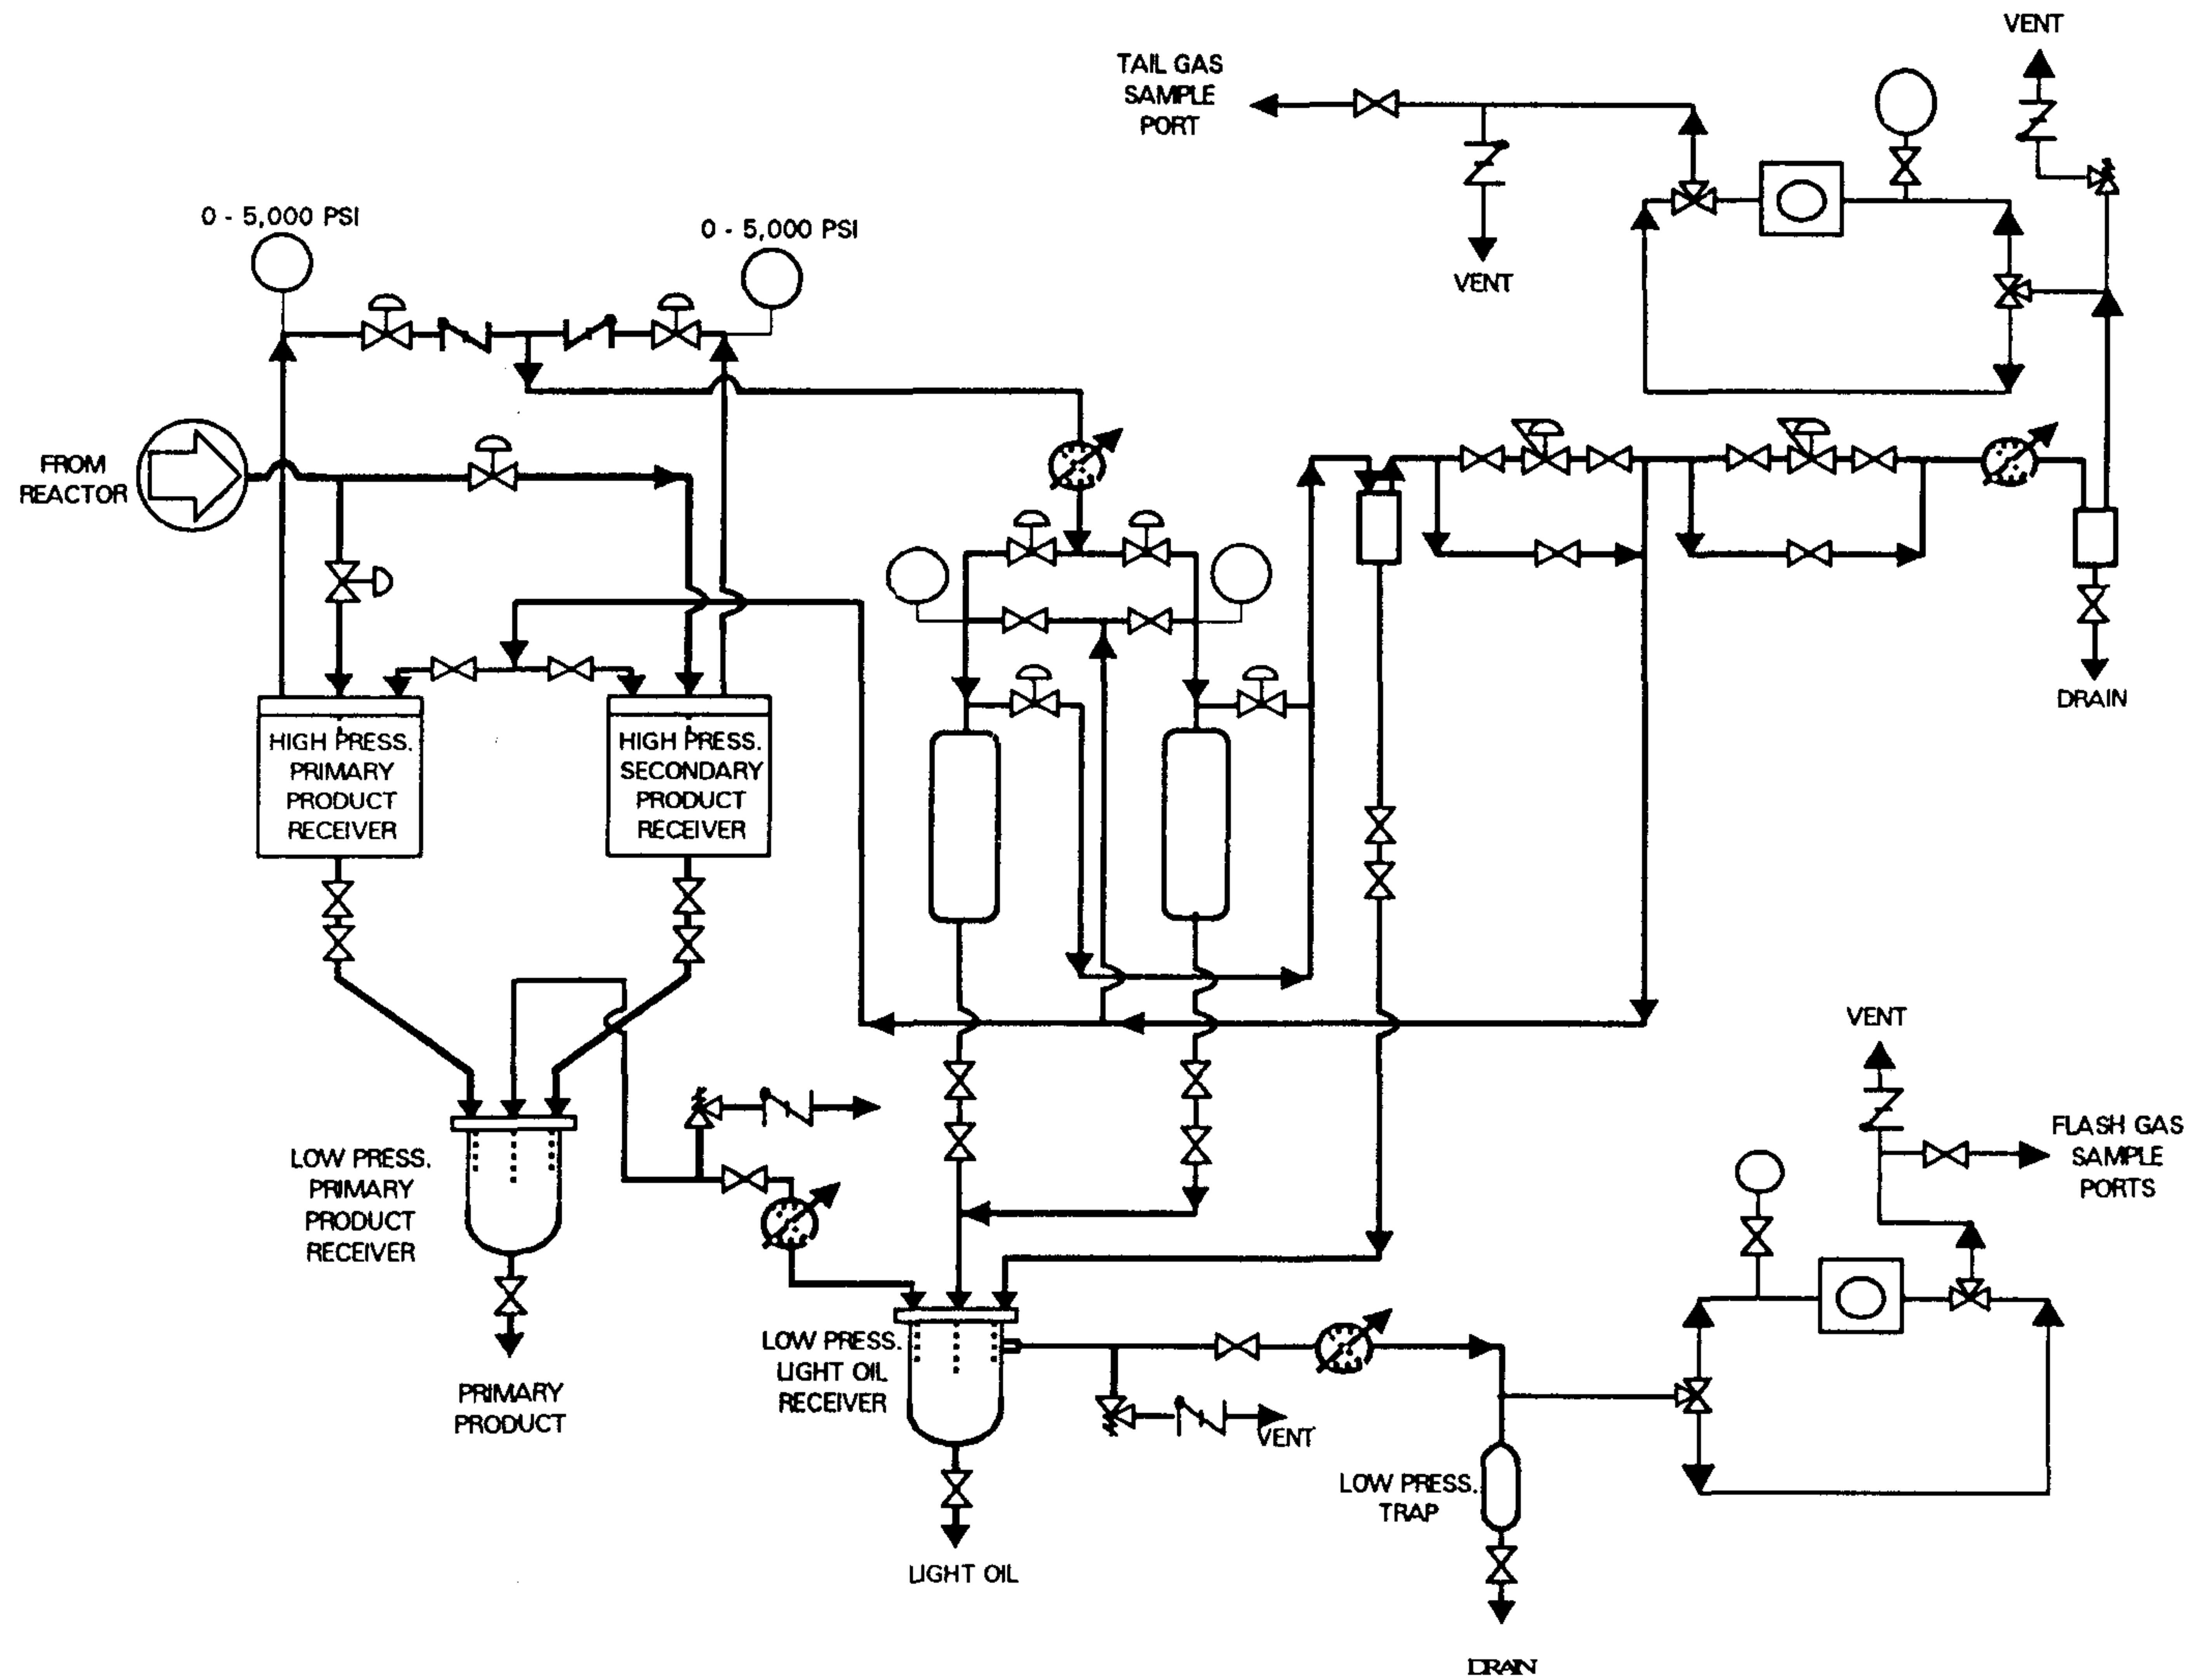 VENT
TAIL GAS
SAMPLE
PORT
VENT
0 - 5,000 PSI
0 - 5,000 PSI
FROM
REACTOR
DRAIN
HIGH PRESS.
PRIMARY
PRODUCT
RECEIVER
HIGH PRESS.
SECONDARY
PRODUCT
RECEIVER
VENT
FLASH GAS
SAMPLE
PORTS
LOW PRESS.
PRIMARY
PRODUCT
RECEIVER
PRIMARY
PRODUCT
LOW PRESS.
LIGHT OIL
RECEIVER
VENT
LOW PRESS.
TRAP
LIGHT OIL
DRAIN